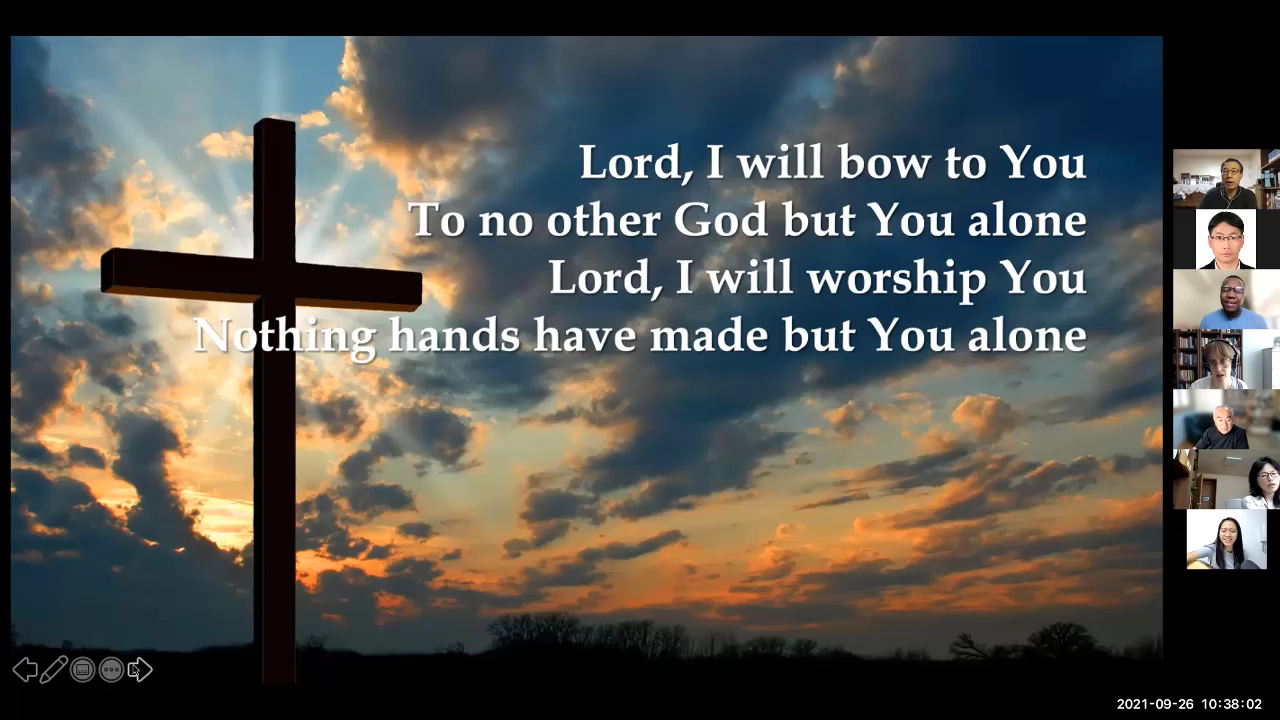 Lord, I will bow to You
To no other God but You alone
Lord, I will worship You
Nothing hands have made but You alone
2021-09-26 10:38:02